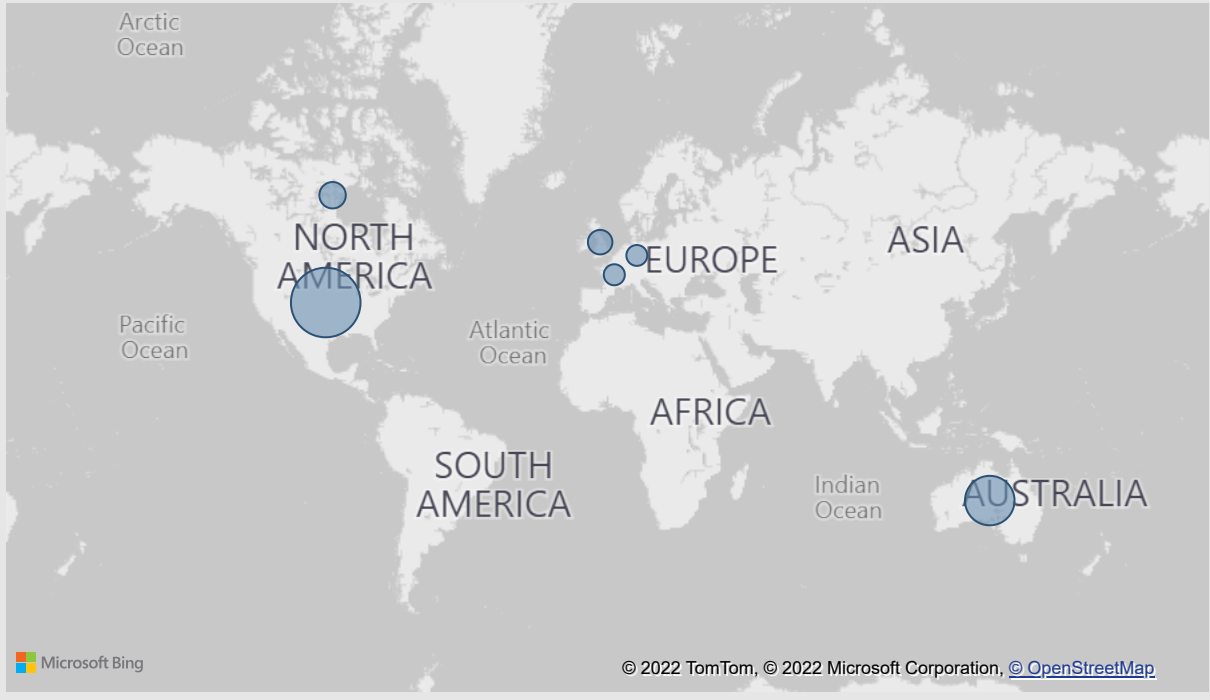 Arctic
Ocean
NORTH
AMERICA
EUROPE
ASIA
Pacific
Ocean
Atlantic
Ocean
AFRICA
SOUTH
AMERICA
Indian
Ocean
AUSTRALIA
Microsoft Bing
© 2022 TomTom, © 2022 Microsoft Corporation, © OpenStreetMap